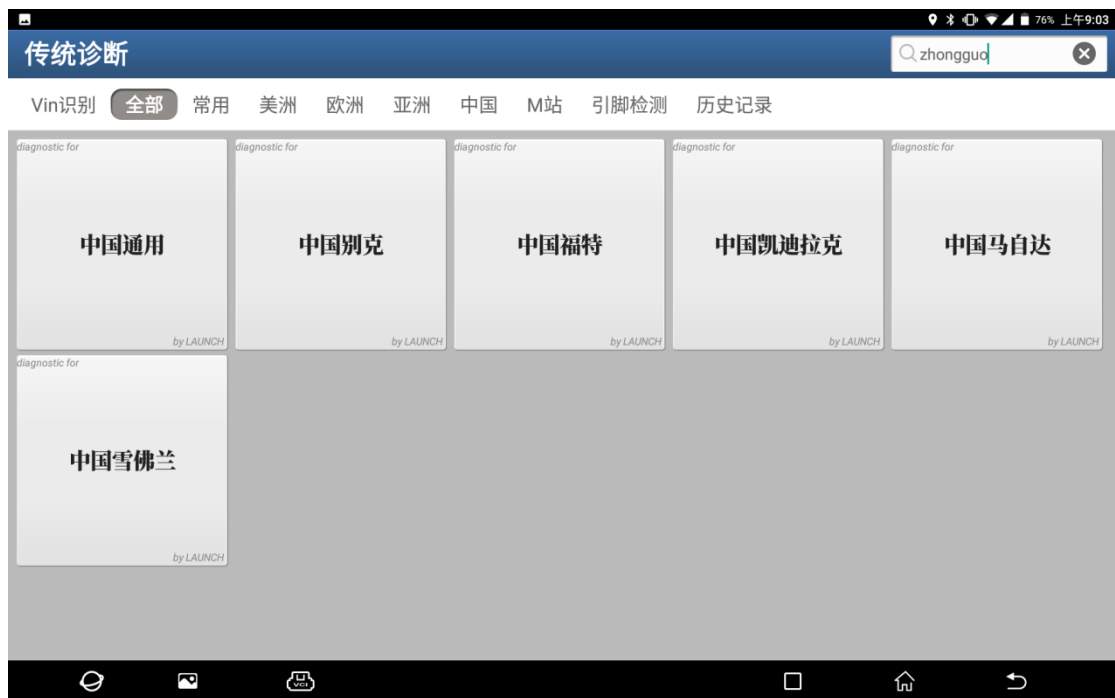 76% 上午9:03
传统诊断
zhongguo
Vin识别 全部 常用 美洲 欧洲 亚洲 中国 M站 引脚检测 历史记录
diagnostic for diagnostic for diagnostic for diagnostic for diagnostic for
中国通用 中国别克 中国福特 中国凯迪拉克 中国马自达
by LAUNCH by LAUNCH by LAUNCH by LAUNCH by LAUNCH
diagnostic for
中国雪佛兰
by LAUNCH
VCI